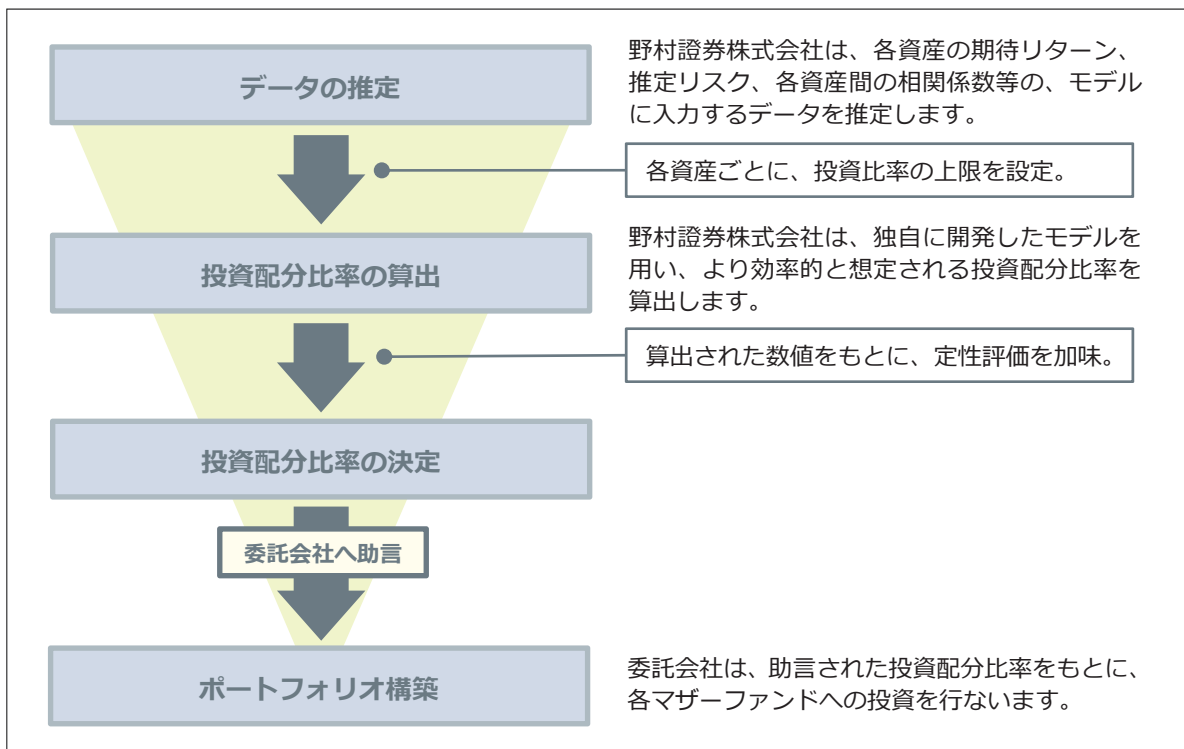 データの推定
野村證券株式会社は、各資産の期待リターン、
推定リスク、各資産間の相関係数等の、モデル
に入力するデータを推定します。
各資産ごとに、投資比率の上限を設定。
投資配分比率の算出
野村證券株式会社は、独自に開発したモデルを
用い、より効率的と想定される投資配分比率を
算出します。
算出された数値をもとに、定性評価を加味。
投資配分比率の決定
委託会社へ助言
ポートフォリオ構築
委託会社は、助言された投資配分比率をもとに、
各マザーファンドへの投資を行ないます。